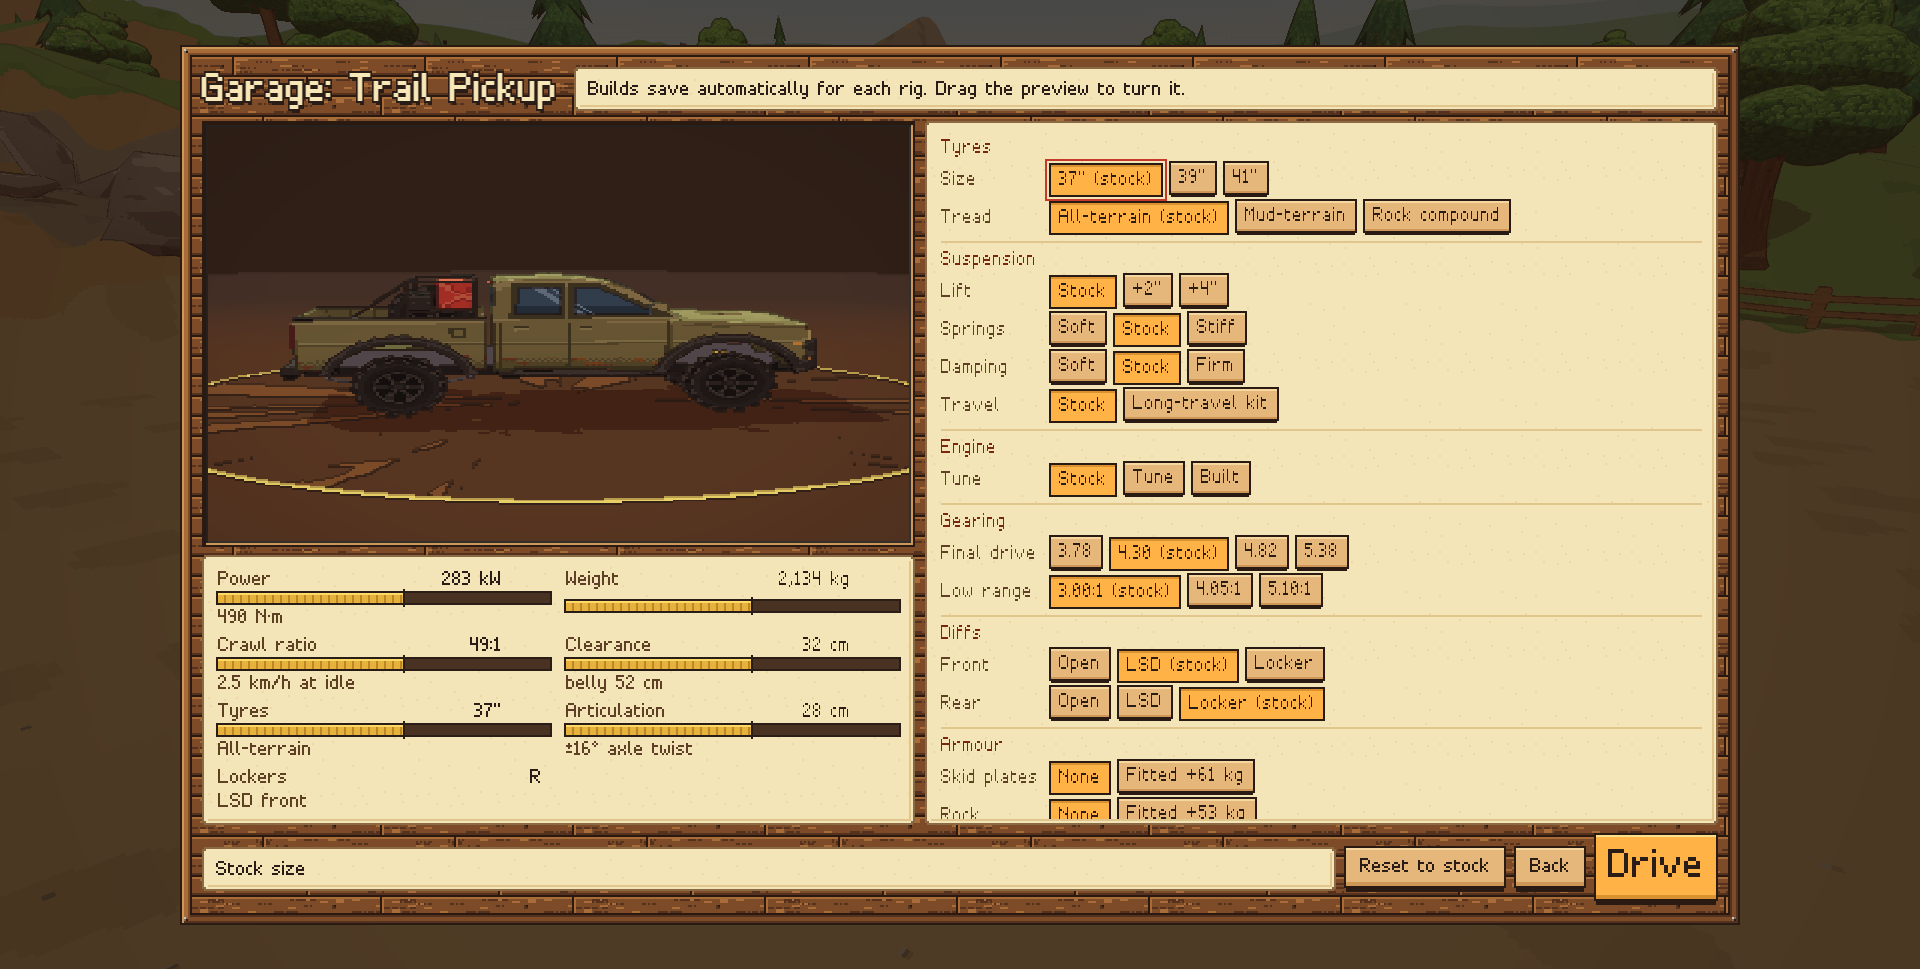 Garage: Trail Pickup
Builds save automatically for each rig. Drag the preview to turn it.
Power 283 kW
490 N·m
Weight 2,134 kg
Crawl ratio 49:1
2.5 km/h at idle
Clearance 32 cm
belly 52 cm
Tyres 37"
All-terrain
Articulation 28 cm
±16° axle twist
Lockers R
LSD front
Tyres
Size 37" (stock) 39" 41"
Tread All-terrain (stock) Mud-terrain Rock compound
Suspension
Lift Stock +2" +4"
Springs Soft Stock Stiff
Damping Soft Stock Firm
Travel Stock Long-travel kit
Engine
Tune Stock Tune Built
Gearing
Final drive 3.78 4.30 (stock) 4.82 5.38
Low range 3.00:1 (stock) 4.05:1 5.10:1
Diffs
Front Open LSD (stock) Locker
Rear Open LSD Locker (stock)
Armour
Skid plates None Fitted +61 kg
Rock None Fitted +53 kg
Stock size
Reset to stock Back Drive